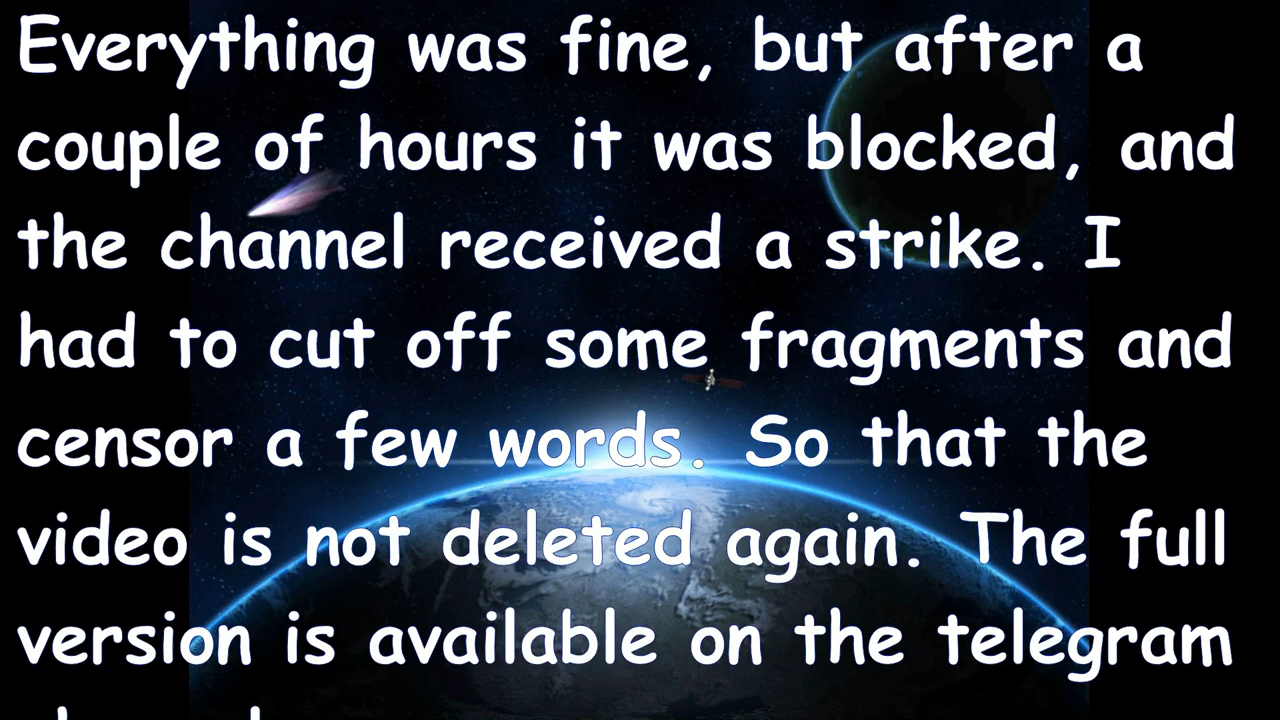 Everything was fine, but after a
couple of hours it was blocked, and
the channel received a strike. I
had to cut off some fragments and
censor a few words. So that the
video is not deleted again. The full
version is available on the telegram